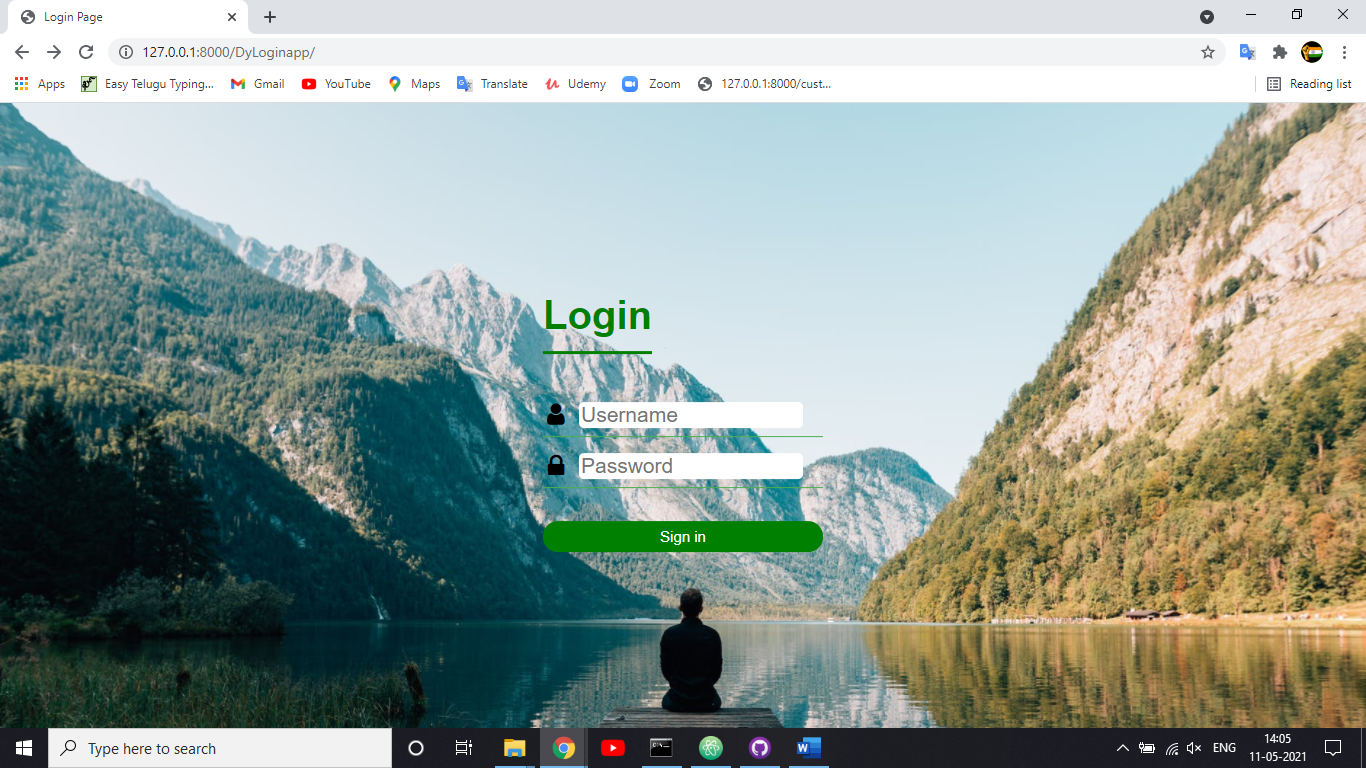 Login Page
127.0.0.1:8000/DyLoginapp/
Apps Easy Telugu Typing... Gmail YouTube Maps Translate Udemy Zoom 127.0.0.1:8000/cust... Reading list
Login
Username
Password
Sign in
Type here to search
ENG
14:05
11-05-2021